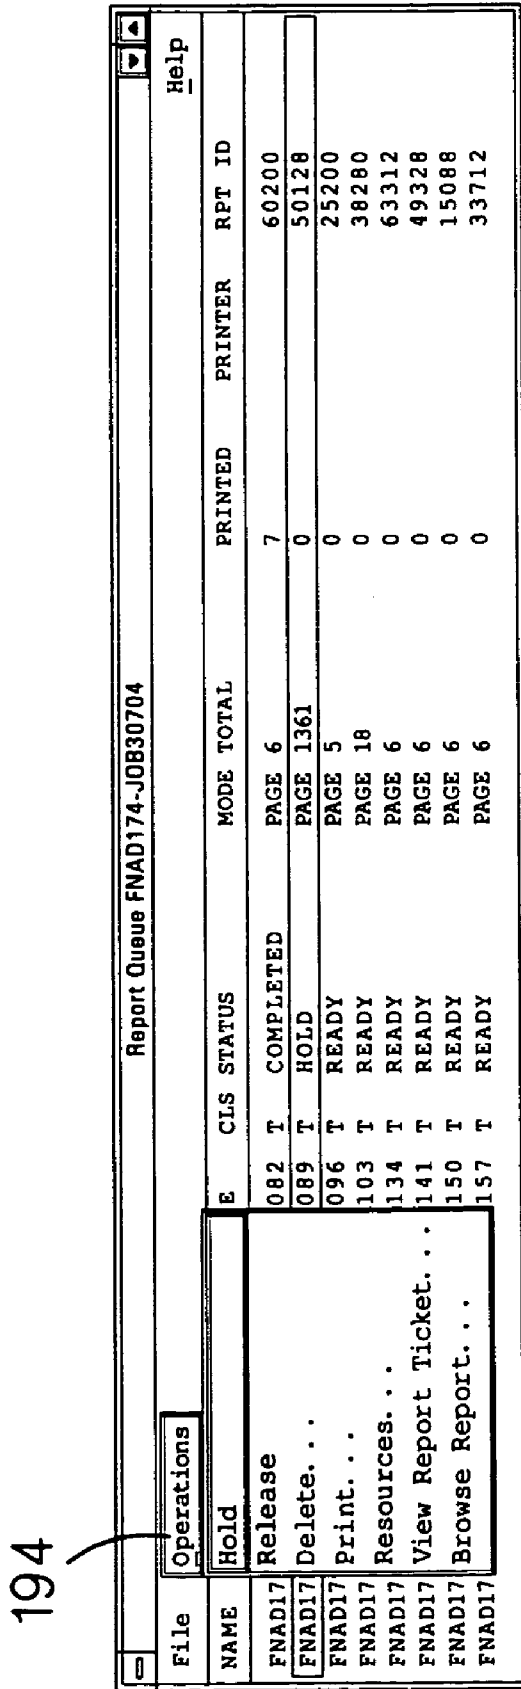 194
Report Queue FNAD174-JOB30704
File Operations Help
NAME E CLS STATUS MODE TOTAL PRINTED PRINTER RPT ID
Hold
Release
Delete...
Print...
Resources...
View Report Ticket...
Browse Report...
FNAD17 082 T COMPLETED PAGE 6 7 60200
FNAD17 089 T HOLD PAGE 1361 0 50128
FNAD17 096 T READY PAGE 5 0 25200
FNAD17 103 T READY PAGE 18 0 38280
FNAD17 134 T READY PAGE 6 0 63312
FNAD17 141 T READY PAGE 6 0 49328
FNAD17 150 T READY PAGE 6 0 15088
FNAD17 157 T READY PAGE 6 0 33712